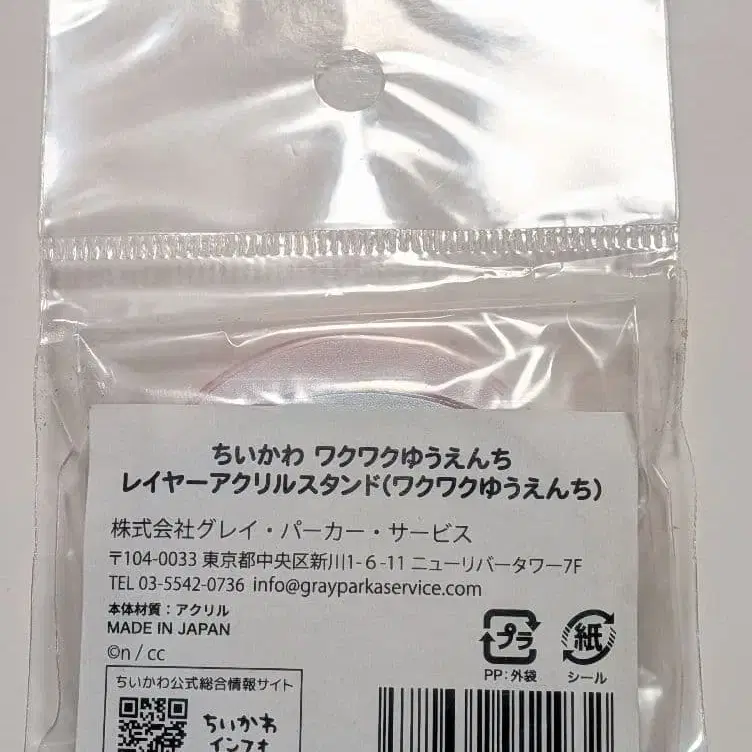 ちいかわ ワクワクゆうえんち
レイヤーアクリルスタンド(ワクワクゆうえんち)
株式会社グレイ・パーカー・サービス
〒104-0033 東京都中央区新川1-6-11 ニューリバータワー7F
TEL 03-5542-0736 info@grayparkaservice.com
本体材質：アクリル
MADE IN JAPAN
©n / cc
プラ
紙
PP:外袋
シール
ちいかわ公式総合情報サイト
ちいかわ
インフォ